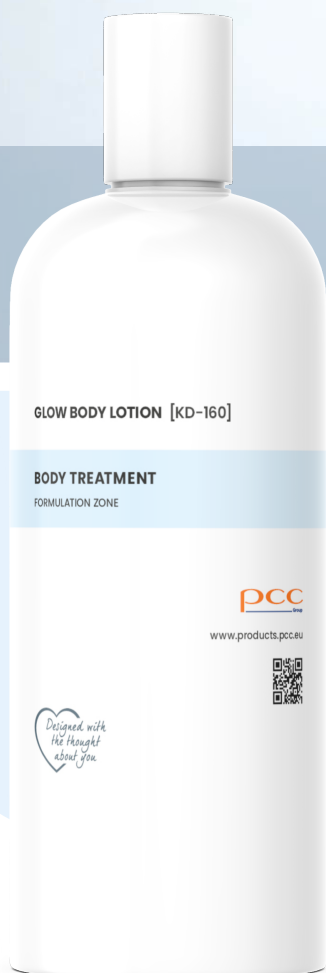 GLOW BODY LOTION [KD-160]
BODY TREATMENT
FORMULATION ZONE
pcc
Group
www.products.pcc.eu
Designed with
the thought
about you